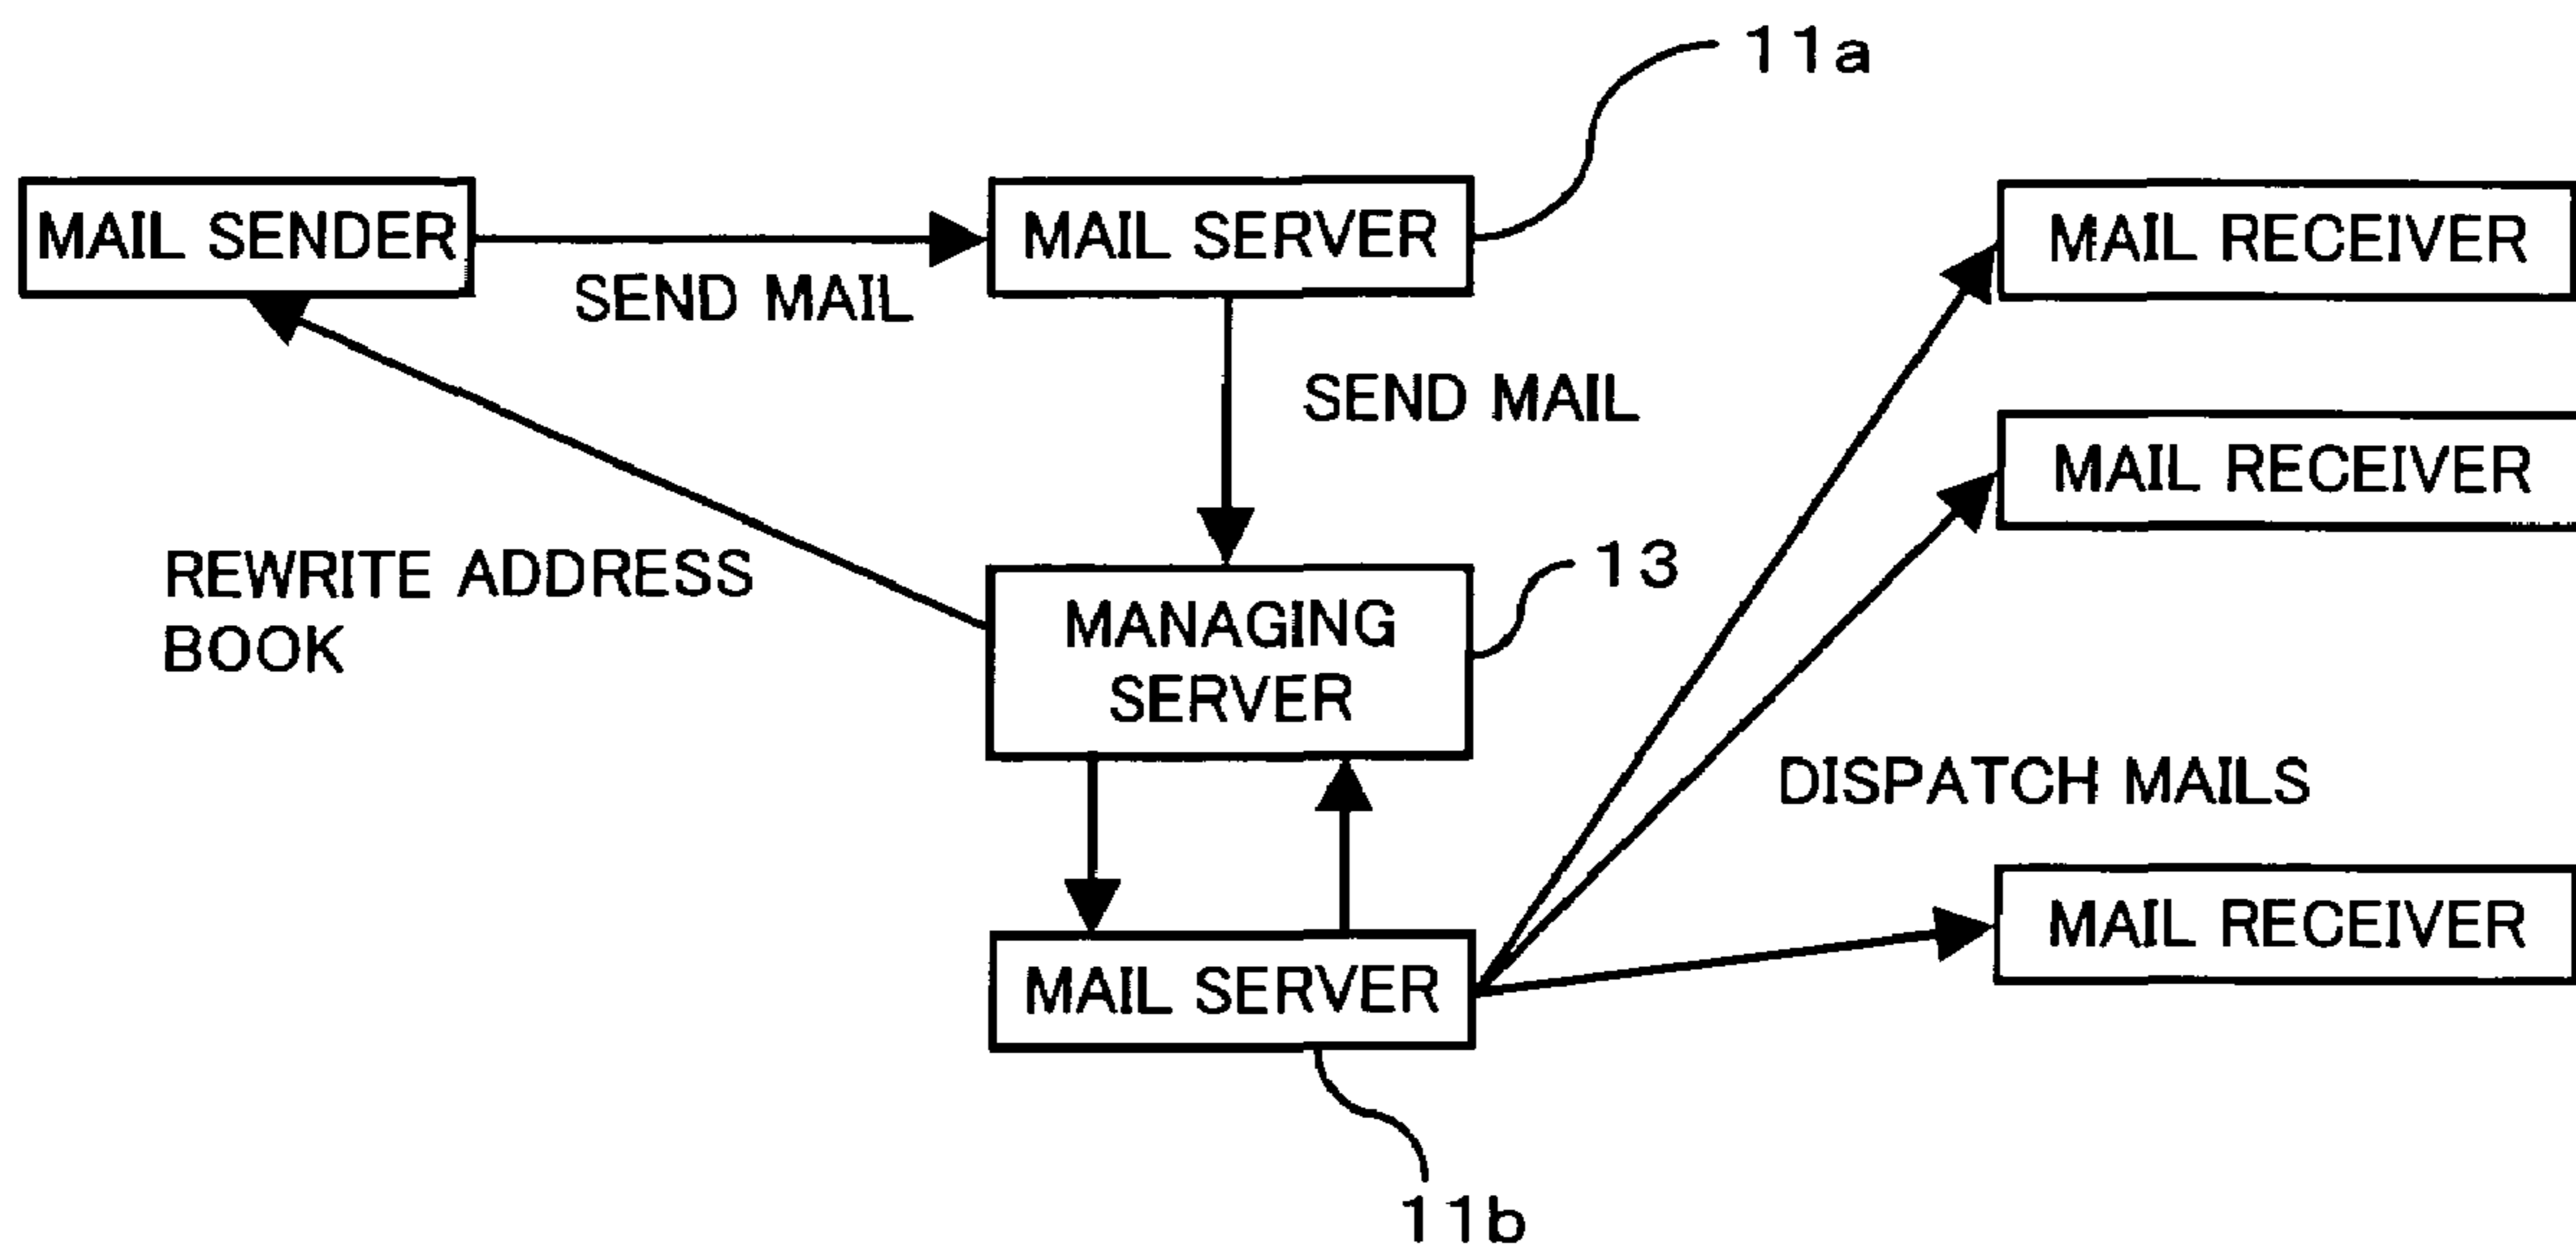 11a
MAIL SENDER
MAIL SERVER
MAIL RECEIVER
SEND MAIL
SEND MAIL
MAIL RECEIVER
REWRITE ADDRESS
BOOK
13
MANAGING
SERVER
DISPATCH MAILS
MAIL RECEIVER
MAIL SERVER
11b